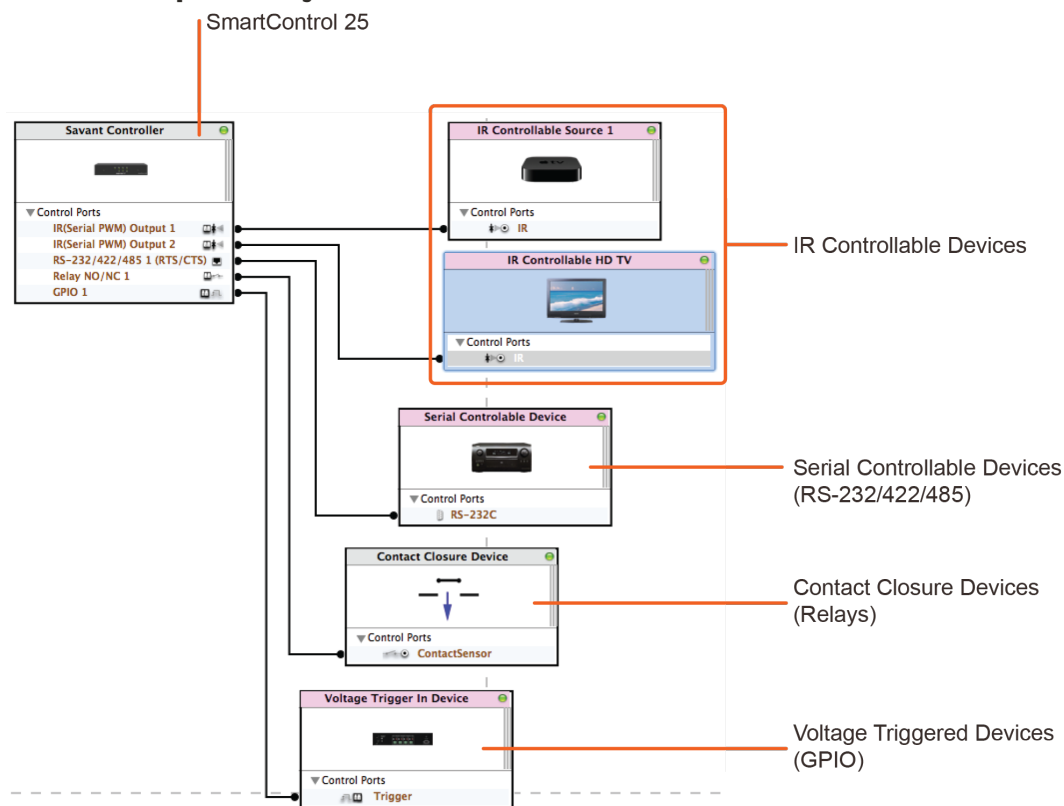 SmartControl 25
Savant Controller
Control Ports
IR(Serial PWM) Output 1
IR(Serial PWM) Output 2
RS-232/422/485 1 (RTS/CTS)
Relay NO/NC 1
GPIO 1
IR Controllable Source 1
Control Ports
IR
IR Controllable HD TV
Control Ports
IR
IR Controllable Devices
Serial Controlable Device
Control Ports
RS-232C
Serial Controllable Devices
(RS-232/422/485)
Contact Closure Device
Control Ports
ContactSensor
Contact Closure Devices
(Relays)
Voltage Trigger In Device
Control Ports
Trigger
Voltage Triggered Devices
(GPIO)